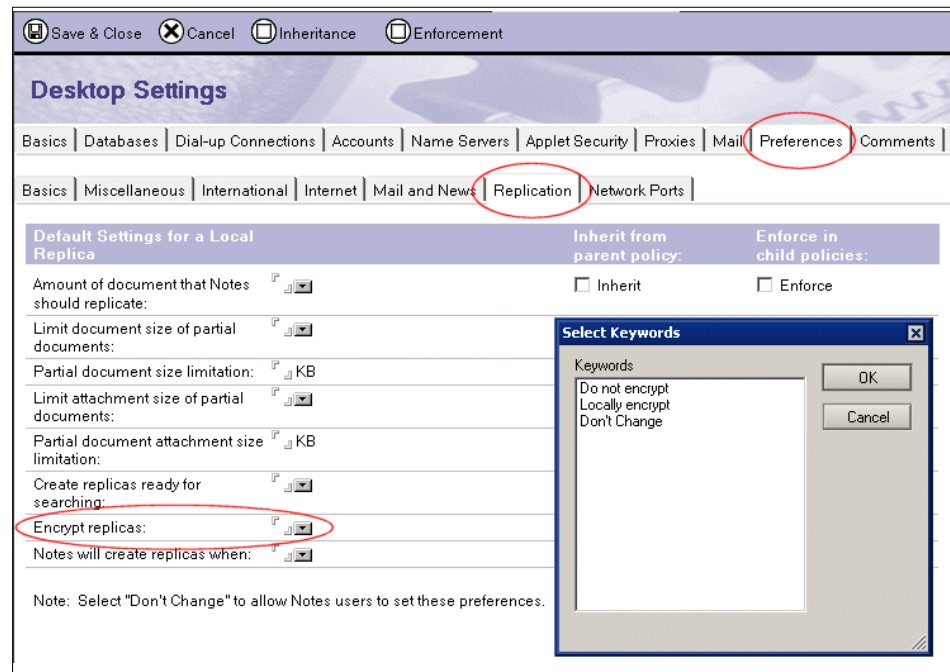 Save & Close Cancel Inheritance Enforcement
Desktop Settings
Basics Databases Dial-up Connections Accounts Name Servers Applet Security Proxies Mail Preferences Comments
Basics Miscellaneous International Internet Mail and News Replication Network Ports
Default Settings for a Local
Replica
Inherit from
parent policy:
Enforce in
child policies:
Amount of document that Notes
should replicate:
Inherit
Enforce
Limit document size of partial
documents:
Partial document size limitation: KB
Limit attachment size of partial
documents:
Partial document attachment size
limitation:
KB
Create replicas ready for
searching:
Encrypt replicas:
Notes will create replicas when:
Note: Select "Don't Change" to allow Notes users to set these preferences.
Select Keywords
Keywords
Do not encrypt
Locally encrypt
Don't Change
OK
Cancel